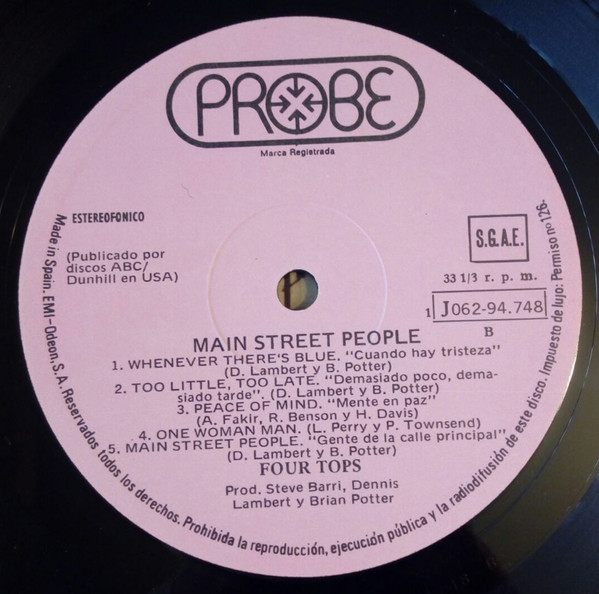 PROBE
Marca Registrada
ESTEREOFONICO
S.G.A.E.
(Publicado por
discos ABC/
Dunhill en USA)
33 1/3 r. p. m.
1 J062-94.748
B
MAIN STREET PEOPLE
1. WHENEVER THERE'S BLUE. "Cuando hay tristeza"
(D. Lambert y B. Potter)
2. TOO LITTLE, TOO LATE. "Demasiado poco, dema-
siado tarde". (D. Lambert y B. Potter)
3. PEACE OF MIND. "Mente en paz"
(A. Fakir, R. Benson y H. Davis)
4. ONE WOMAN MAN. (L. Perry y P. Townsend)
5. MAIN STREET PEOPLE. "Gente de la calle principal"
(D. Lambert y B. Potter)
FOUR TOPS
Prod. Steve Barri, Dennis
Lambert y Brian Potter
Made in Spain. EMI-Odeon, S. A. Reservados todos los derechos. Prohibida la reproducción, ejecución pública y la radiodifusión de este disco. Impuesto de lujo: Permiso nº 126-